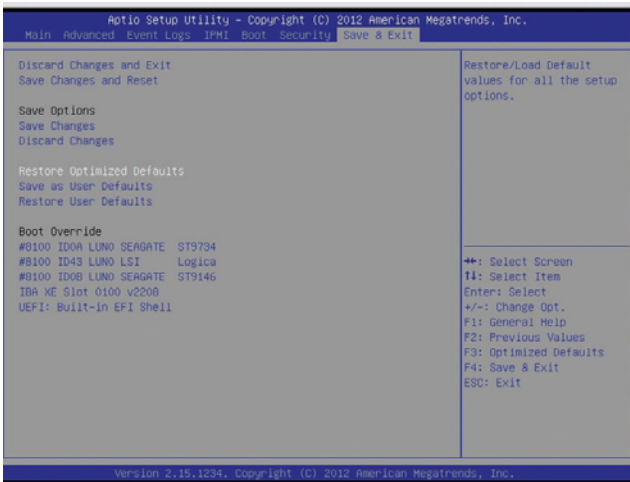 Aptio Setup Utility – Copyright (C) 2012 American Megatrends, Inc.
Main Advanced Event Logs IPMI Boot Security Save & Exit
Discard Changes and Exit
Save Changes and Reset
Save Options
Save Changes
Discard Changes
Restore Optimized Defaults
Save as User Defaults
Restore User Defaults
Boot Override
#8100 ID0A LUN0 SEAGATE ST9734
#8100 ID43 LUN0 LSI Logica
#8100 ID0B LUN0 SEAGATE ST9146
IBA XE Slot 0100 v2208
UEFI: Built-in EFI Shell
Restore/Load Default
values for all the setup
options.
↔: Select Screen
↑↓: Select Item
Enter: Select
+/-: Change Opt.
F1: General Help
F2: Previous Values
F3: Optimized Defaults
F4: Save & Exit
ESC: Exit
Version 2.15.1234. Copyright (C) 2012 American Megatrends, Inc.